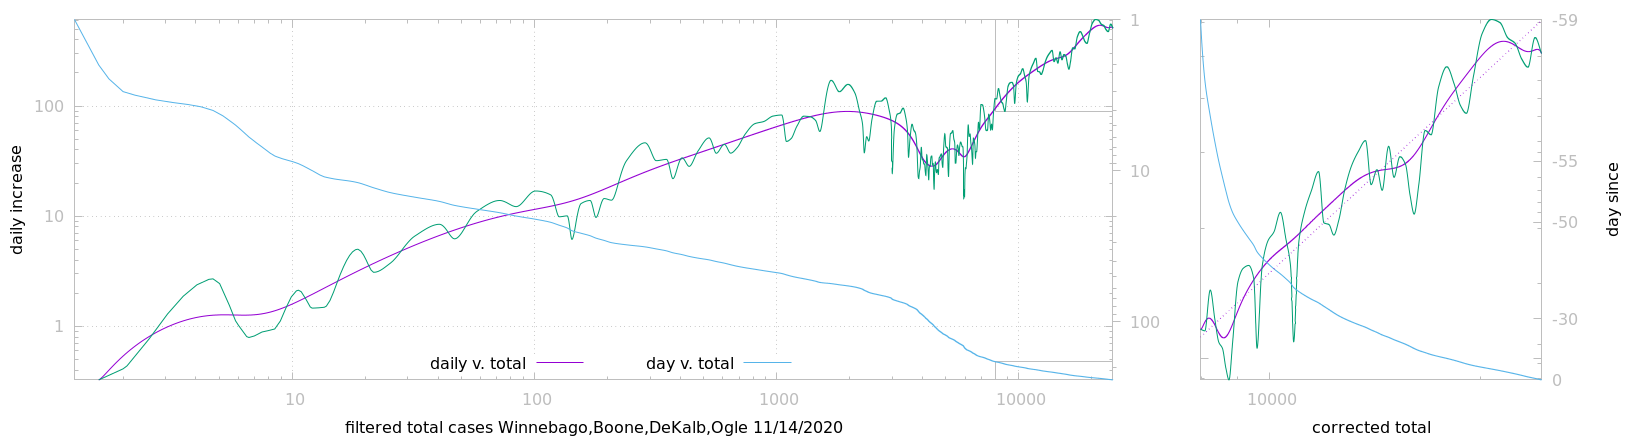 daily increase
100
10
1
daily v. total
day v. total
10
100
1000
10000
filtered total cases Winnebago,Boone,DeKalb,Ogle 11/14/2020
1
10
100
10000
corrected total
-59
-55
-50
-30
0
day since